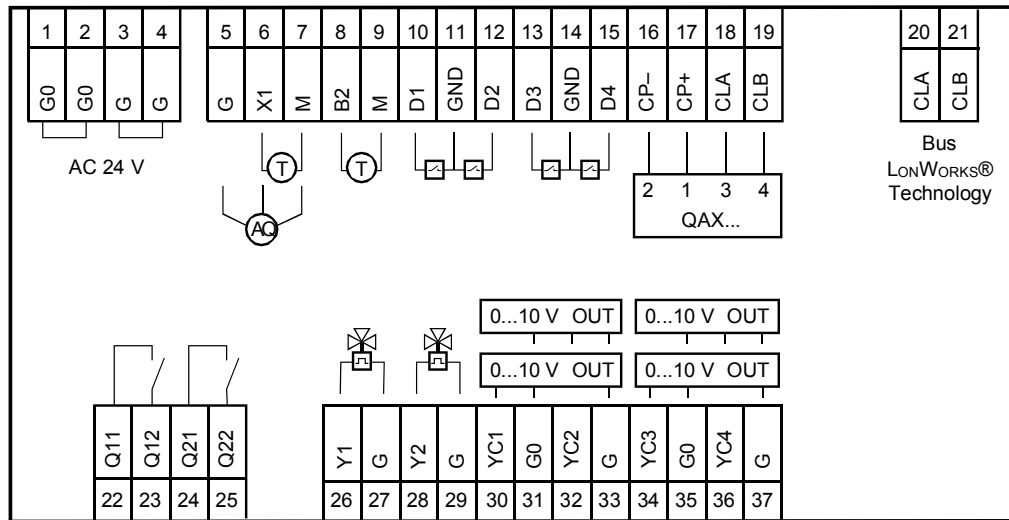 1 2 3 4 5 6 7 8 9 10 11 12 13 14 15 16 17 18 19 20 21
G0 G0 G G G X1 M B2 M D1 GND D2 D3 GND D4 CP– CP+ CLA CLB CLA CLB
AC 24 V
T T
Bus
LONWORKS®
Technology
2 1 3 4
QAX...
AQ
0...10 V OUT 0...10 V OUT
0...10 V OUT 0...10 V OUT
Q11 Q12 Q21 Q22 Y1 G Y2 G YC1 G0 YC2 G YC3 G0 YC4 G
22 23 24 25 26 27 28 29 30 31 32 33 34 35 36 37